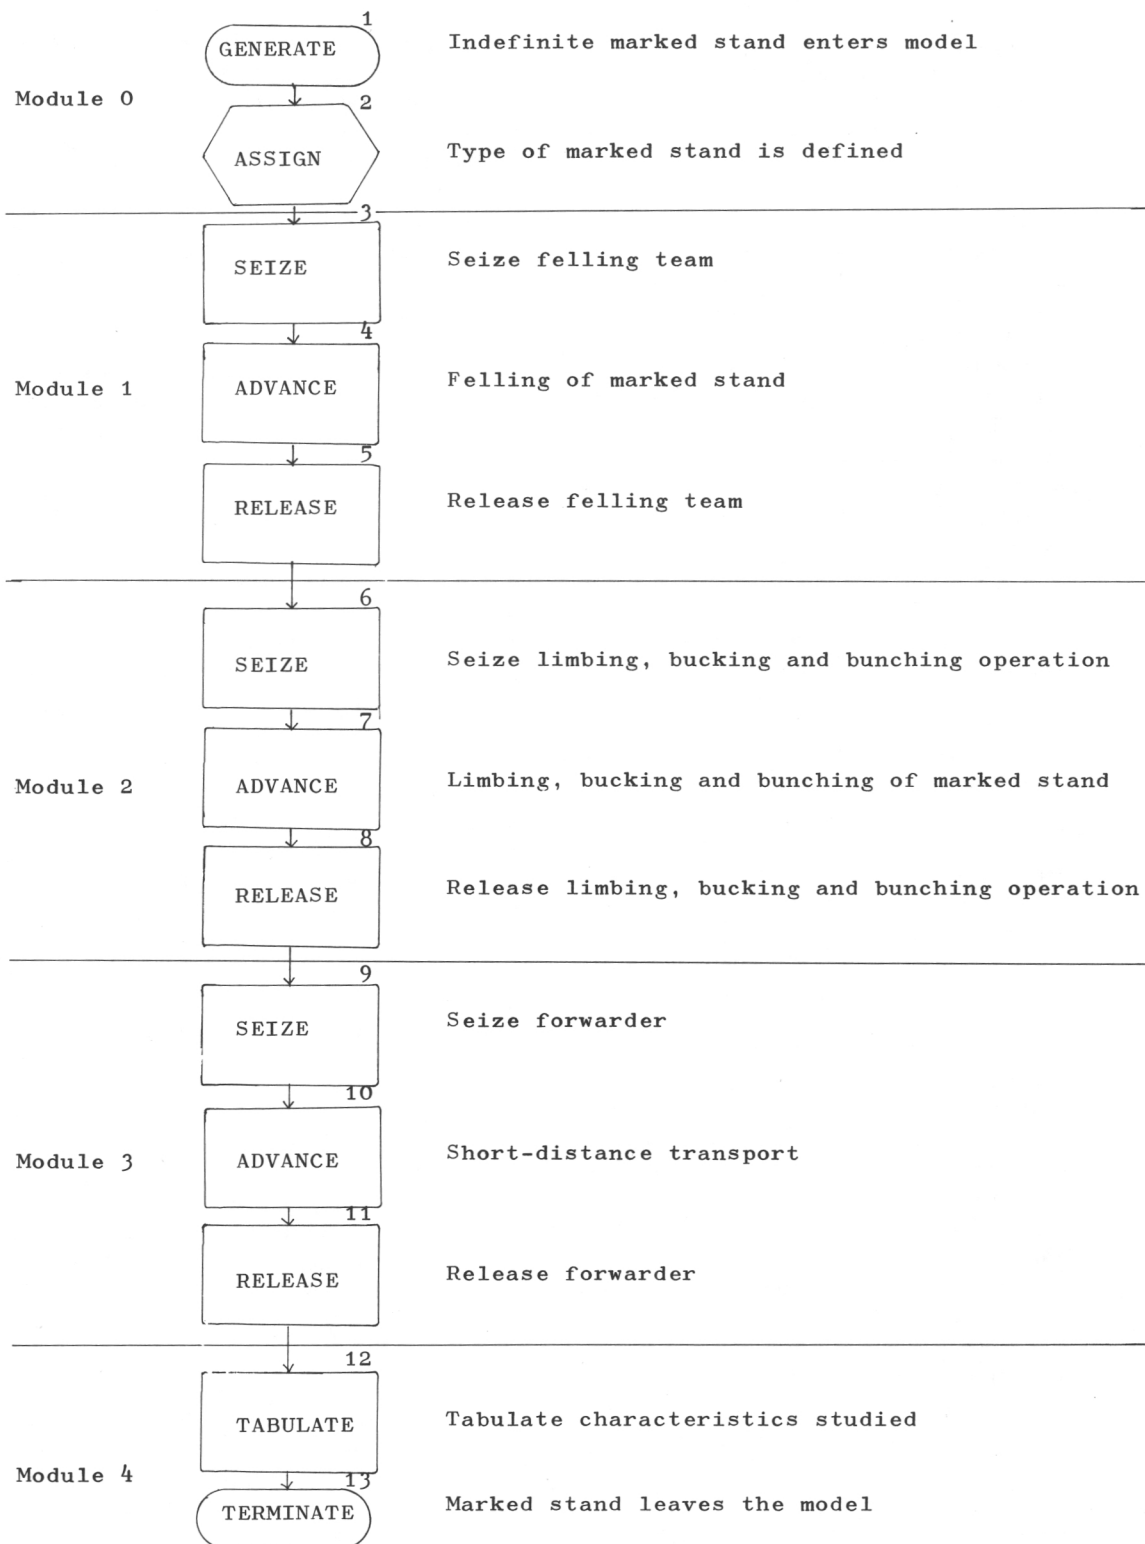 1
GENERATE
Indefinite marked stand enters model
Module 0
2
ASSIGN
Type of marked stand is defined
3
SEIZE
Seize felling team
4
Module 1
ADVANCE
Felling of marked stand
5
RELEASE
Release felling team
6
SEIZE
Seize limbing, bucking and bunching operation
7
Module 2
ADVANCE
Limbing, bucking and bunching of marked stand
8
RELEASE
Release limbing, bucking and bunching operation
9
SEIZE
Seize forwarder
10
Module 3
ADVANCE
Short-distance transport
11
RELEASE
Release forwarder
12
TABULATE
Tabulate characteristics studied
Module 4
13
TERMINATE
Marked stand leaves the model